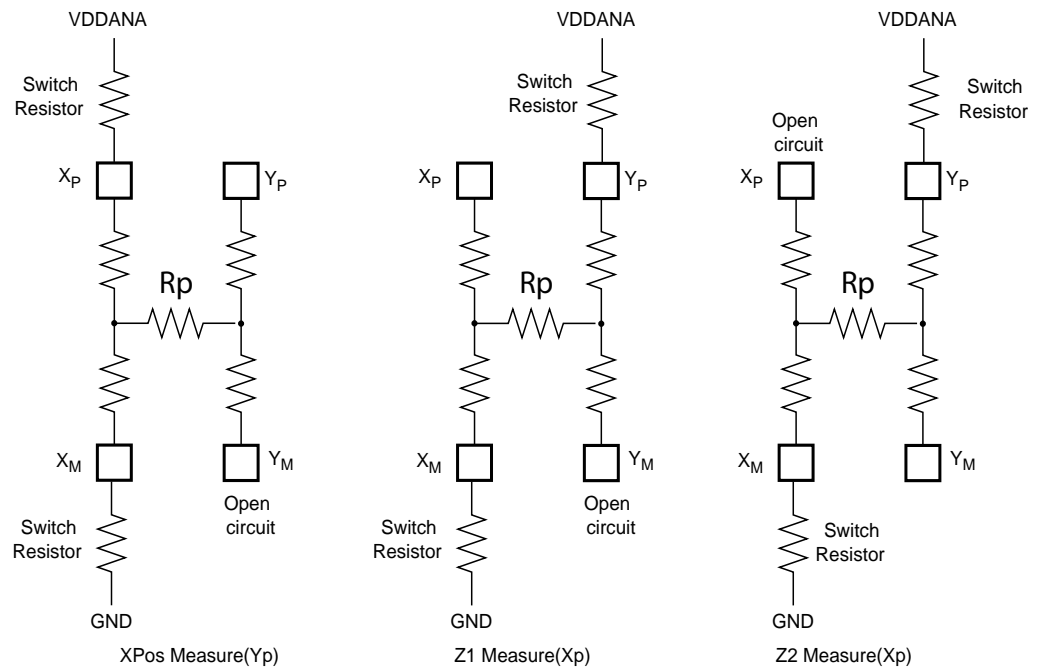 VDDANA
VDDANA
VDDANA
Switch
Resistor
Switch
Resistor
Switch
Resistor
Open
circuit
XP
YP
XP
YP
XP
YP
Rp
Rp
Rp
XM
YM
XM
YM
XM
YM
Open
circuit
Open
circuit
Switch
Resistor
Switch
Resistor
Switch
Resistor
GND
GND
GND
XPos Measure(Yp)
Z1 Measure(Xp)
Z2 Measure(Xp)